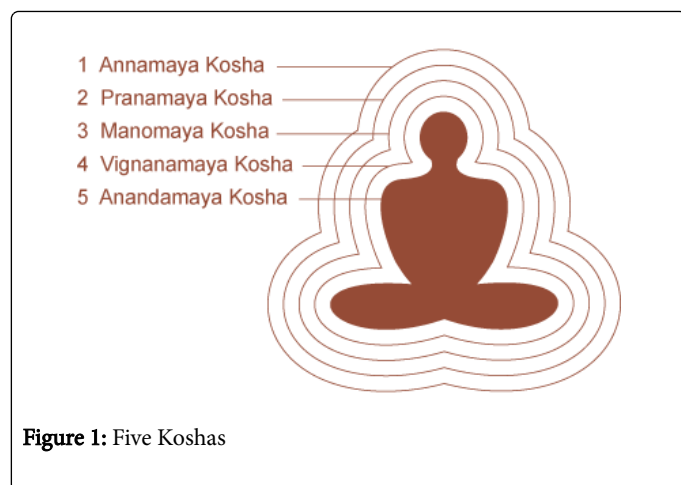 1 Annamaya Kosha
2 Pranamaya Kosha
3 Manomaya Kosha
4 Vignanamaya Kosha
5 Anandamaya Kosha
Figure 1: Five Koshas